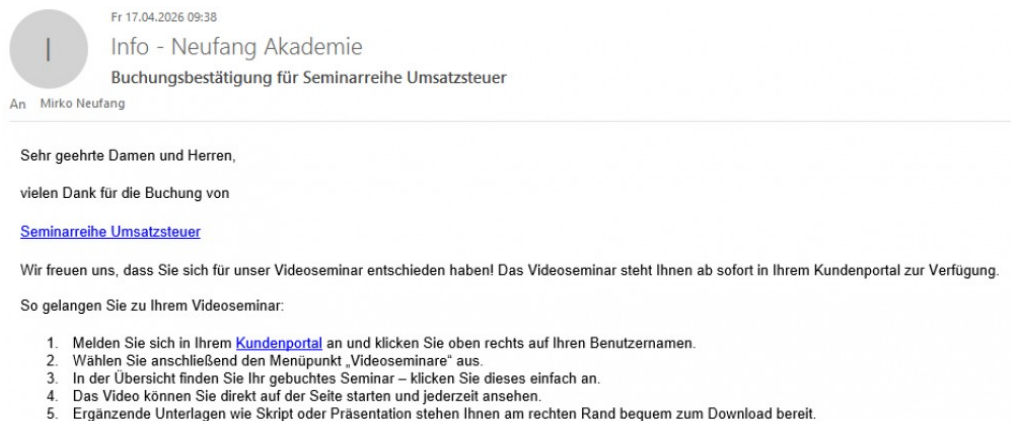 Fr 17.04.2026 09:38
I
Info - Neufang Akademie
Buchungsbestätigung für Seminarreihe Umsatzsteuer
An Mirko Neufang
Sehr geehrte Damen und Herren,
vielen Dank für die Buchung von
Seminarreihe Umsatzsteuer
Wir freuen uns, dass Sie sich für unser Videoseminar entschieden haben! Das Videoseminar steht Ihnen ab sofort in Ihrem Kundenportal zur Verfügung.
So gelangen Sie zu Ihrem Videoseminar:
1. Melden Sie sich in Ihrem Kundenportal an und klicken Sie oben rechts auf Ihren Benutzernamen.
2. Wählen Sie anschließend den Menüpunkt „Videoseminare“ aus.
3. In der Übersicht finden Sie Ihr gebuchtes Seminar – klicken Sie dieses einfach an.
4. Das Video können Sie direkt auf der Seite starten und jederzeit ansehen.
5. Ergänzende Unterlagen wie Skript oder Präsentation stehen Ihnen am rechten Rand bequem zum Download bereit.